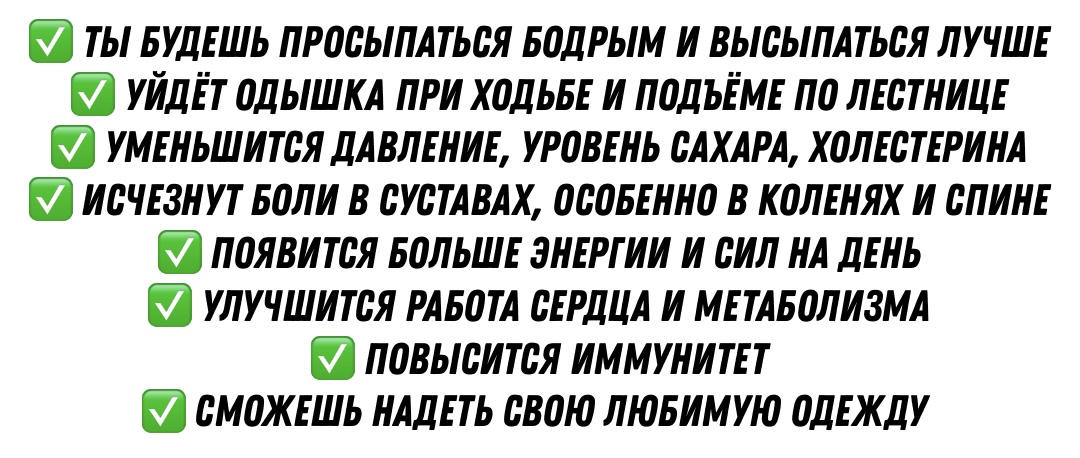 ✅ ТЫ БУДЕШЬ ПРОСЫПАТЬСЯ БОДРЫМ И ВЫСЫПАТЬСЯ ЛУЧШЕ
✅ УЙДЁТ ОДЫШКА ПРИ ХОДЬБЕ И ПОДЪЁМЕ ПО ЛЕСТНИЦЕ
✅ УМЕНЬШИТСЯ ДАВЛЕНИЕ, УРОВЕНЬ САХАРА, ХОЛЕСТЕРИНА
✅ ИСЧЕЗНУТ БОЛИ В СУСТАВАХ, ОСОБЕННО В КОЛЕНЯХ И СПИНЕ
✅ ПОЯВИТСЯ БОЛЬШЕ ЭНЕРГИИ И СИЛ НА ДЕНЬ
✅ УЛУЧШИТСЯ РАБОТА СЕРДЦА И МЕТАБОЛИЗМА
✅ ПОВЫСИТСЯ ИММУНИТЕТ
✅ СМОЖЕШЬ НАДЕТЬ СВОЮ ЛЮБИМУЮ ОДЕЖДУ